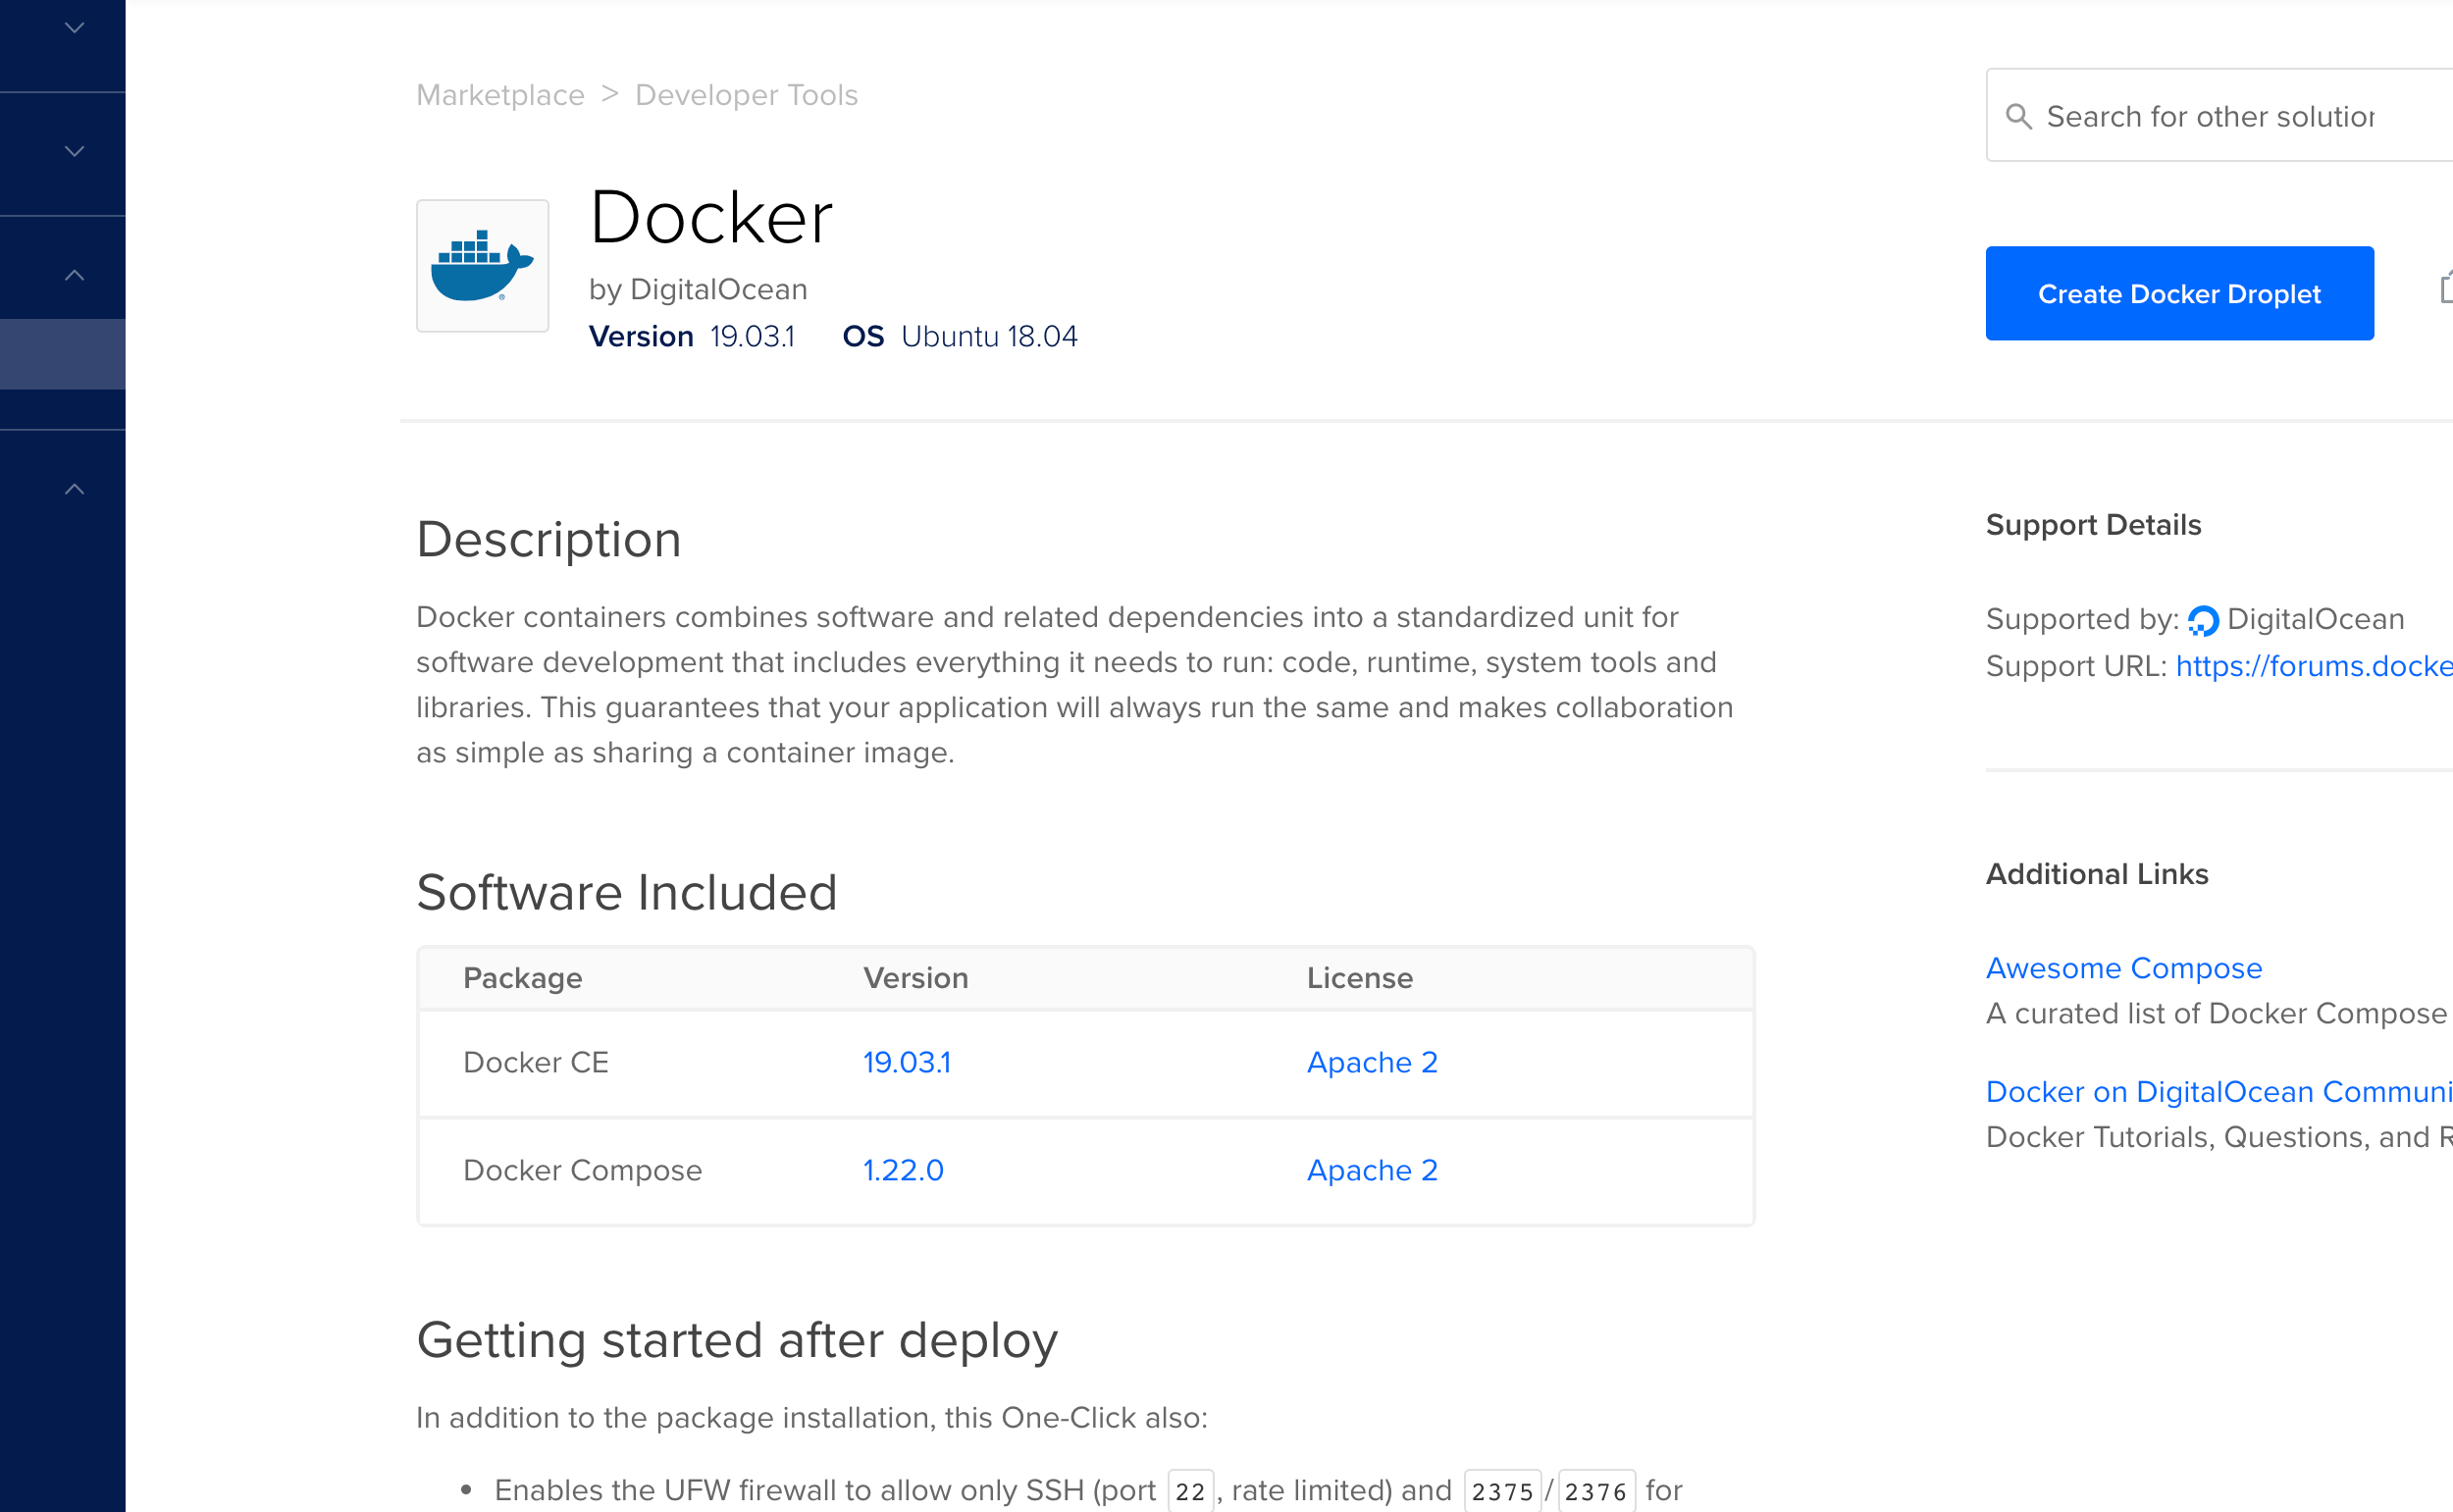 Marketplace > Developer Tools
Search for other solution
Docker
by DigitalOcean
Version 19.03.1 OS Ubuntu 18.04
Create Docker Droplet
Description
Docker containers combines software and related dependencies into a standardized unit for
software development that includes everything it needs to run: code, runtime, system tools and
libraries. This guarantees that your application will always run the same and makes collaboration
as simple as sharing a container image.
Software Included
Package Version License
Docker CE 19.03.1 Apache 2
Docker Compose 1.22.0 Apache 2
Getting started after deploy
In addition to the package installation, this One-Click also:
• Enables the UFW firewall to allow only SSH (port 22, rate limited) and 2375/2376 for
Support Details
Supported by: DigitalOcean
Support URL: https://forums.docke
Additional Links
Awesome Compose
A curated list of Docker Compose
Docker on DigitalOcean Communi
Docker Tutorials, Questions, and